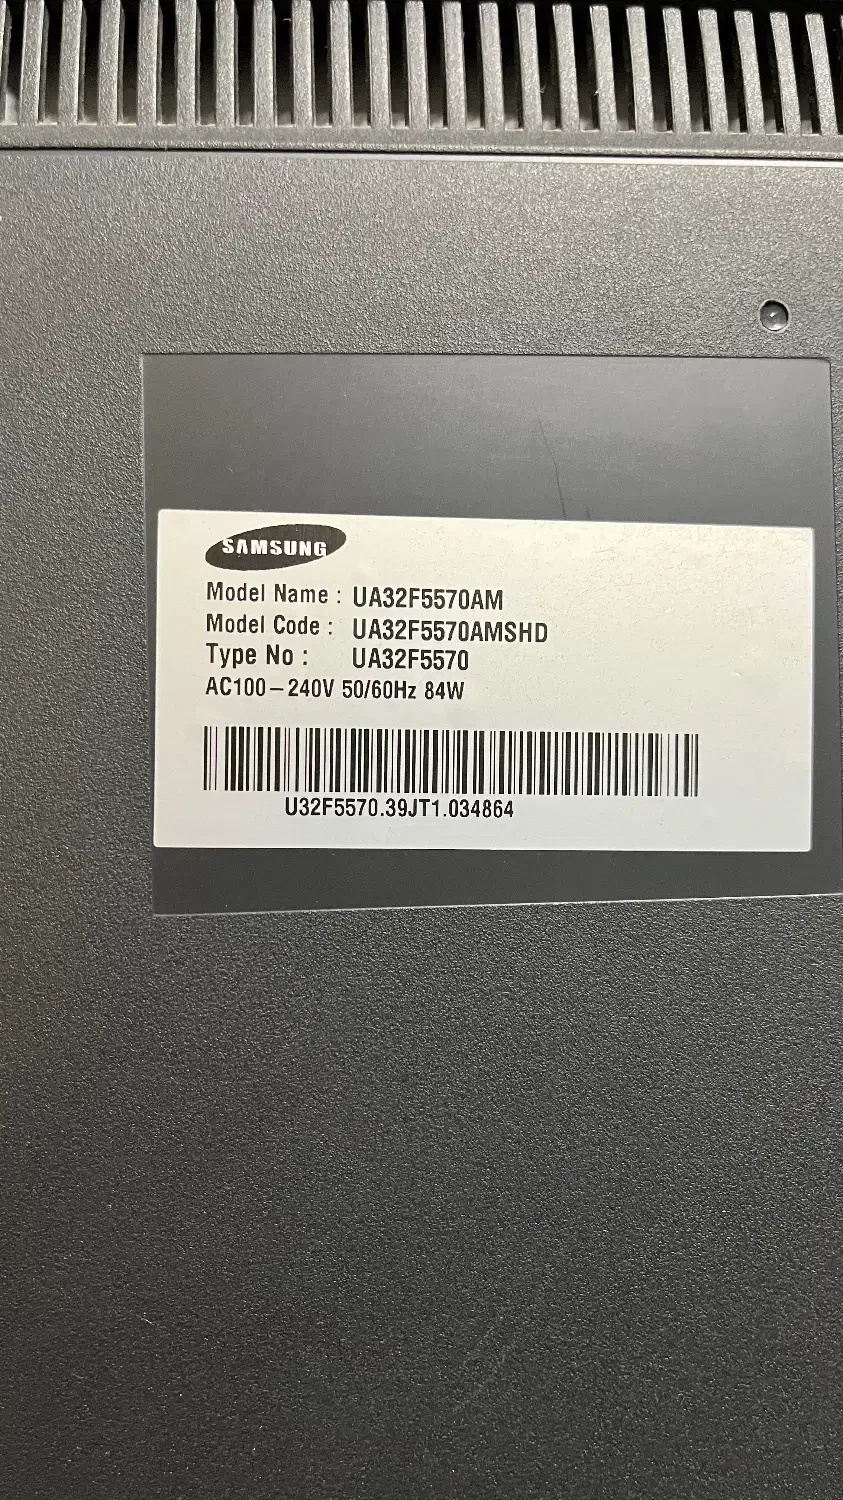 SAMSUNG
Model Name : UA32F5570AM
Model Code : UA32F5570AMSHD
Type No : UA32F5570
AC100-240V 50/60Hz 84W
U32F5570.39JT1.034864